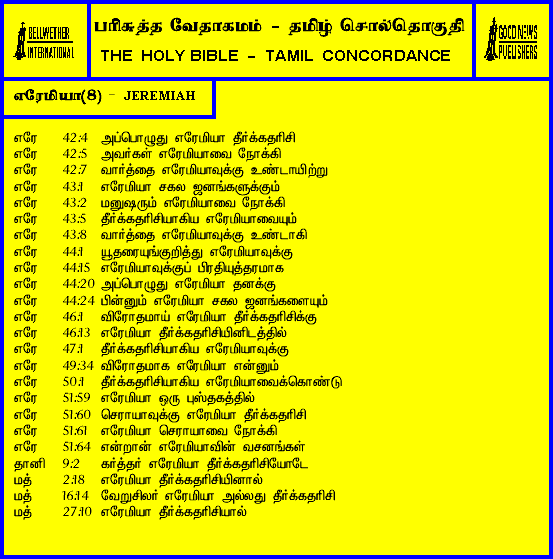 BELLWETHER INTERNATIONAL
பரிசுத்த வேதாகமம் - தமிழ் சொல்தொகுதி
THE HOLY BIBLE - TAMIL CONCORDANCE
GOOD NEWS PUBLISHERS
எரேமியா(8) - JEREMIAH
எரே 42:4 அப்பொழுது எரேமியா தீர்க்கதரிசி
எரே 42:5 அவர்கள் எரேமியாவை நோக்கி
எரே 42:7 வார்த்தை எரேமியாவுக்கு உண்டாயிற்று
எரே 43:1 எரேமியா சகல ஜனங்களுக்கும்
எரே 43:2 மனுஷரும் எரேமியாவை நோக்கி
எரே 43:5 தீர்க்கதரிசியாகிய எரேமியாவையும்
எரே 43:8 வார்த்தை எரேமியாவுக்கு உண்டாகி
எரே 44:1 யூதரையுங்குறித்து எரேமியாவுக்கு
எரே 44:15 எரேமியாவுக்குப் பிரதியுத்தரமாக
எரே 44:20 அப்பொழுது எரேமியா தனக்கு
எரே 44:24 பின்னும் எரேமியா சகல ஜனங்களையும்
எரே 46:1 விரோதமாய் எரேமியா தீர்க்கதரிசிக்கு
எரே 46:13 எரேமியா தீர்க்கதரிசியினிடத்தில்
எரே 47:1 தீர்க்கதரிசியாகிய எரேமியாவுக்கு
எரே 49:34 விரோதமாக எரேமியா என்னும்
எரே 50:1 தீர்க்கதரிசியாகிய எரேமியாவைக்கொண்டு
எரே 51:59 எரேமியா ஒரு புஸ்தகத்தில்
எரே 51:60 செராயாவுக்கு எரேமியா தீர்க்கதரிசி
எரே 51:61 எரேமியா செராயாவை நோக்கி
எரே 51:64 என்றான் எரேமியாவின் வசனங்கள்
தானி 9:2 கர்த்தர் எரேமியா தீர்க்கதரிசியோடே
மத் 2:18 எரேமியா தீர்க்கதரிசியினால்
மத் 16:14 வேறுசிலர் எரேமியா அல்லது தீர்க்கதரிசி
மத் 27:10 எரேமியா தீர்க்கதரிசியால்